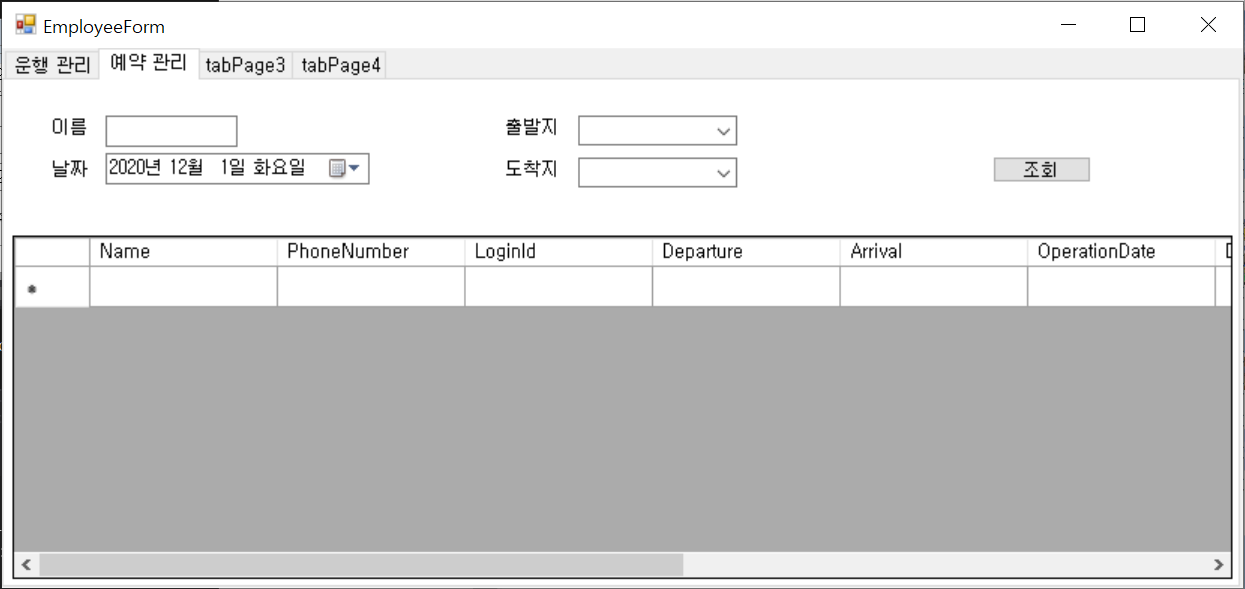 EmployeeForm
운행 관리 예약 관리 tabPage3 tabPage4
이름 출발지
날짜 2020년 12월 1일 화요일 도착지 조회
Name PhoneNumber LoginId Departure Arrival OperationDate